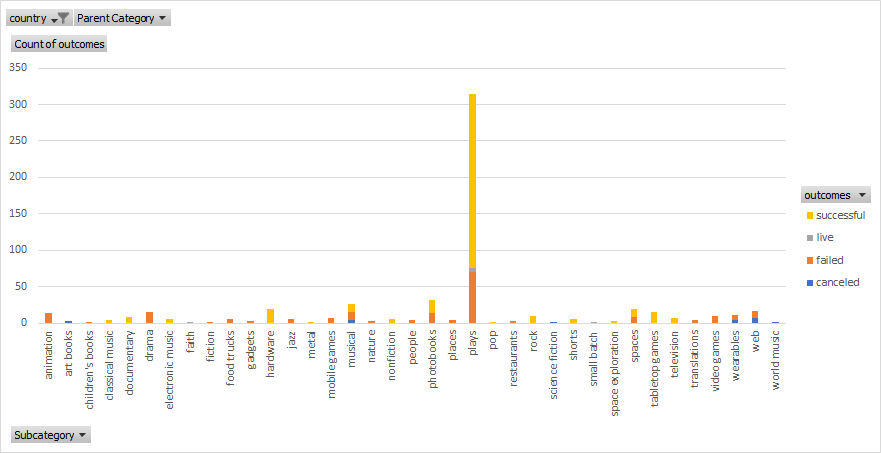 country Parent Category
Count of outcomes
350
300
250
200
150
100
50
0
animation
art books
children's books
classical music
documentary
drama
electronic music
faith
fiction
food trucks
gadgets
hardware
jazz
metal
mobile games
musical
nature
nonfiction
people
photobooks
places
plays
pop
restaurants
rock
science fiction
shorts
small batch
space exploration
spaces
tabletop games
television
translations
video games
wearables
web
world music
outcomes
successful
live
failed
canceled
Subcategory